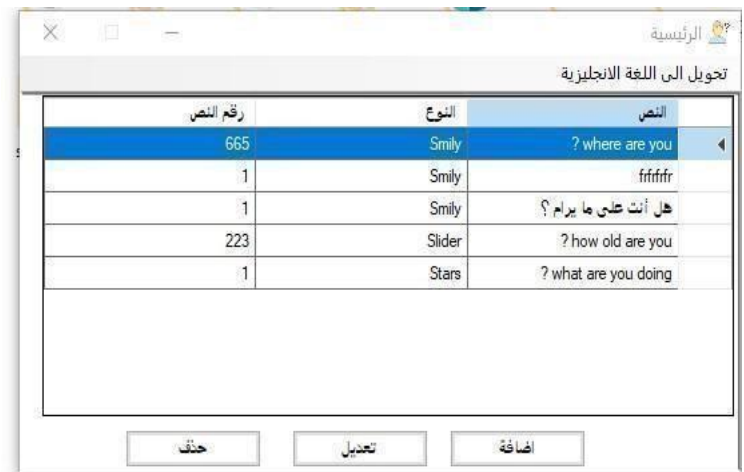 الرئيسية
تحويل الى اللغة الانجليزية
النص النوع رقم النص
? where are you Smily 665
frfrfrfr Smily 1
هل أنت على ما يرام ؟ Smily 1
? how old are you Slider 223
? what are you doing Stars 1
اضافة تعديل حذف